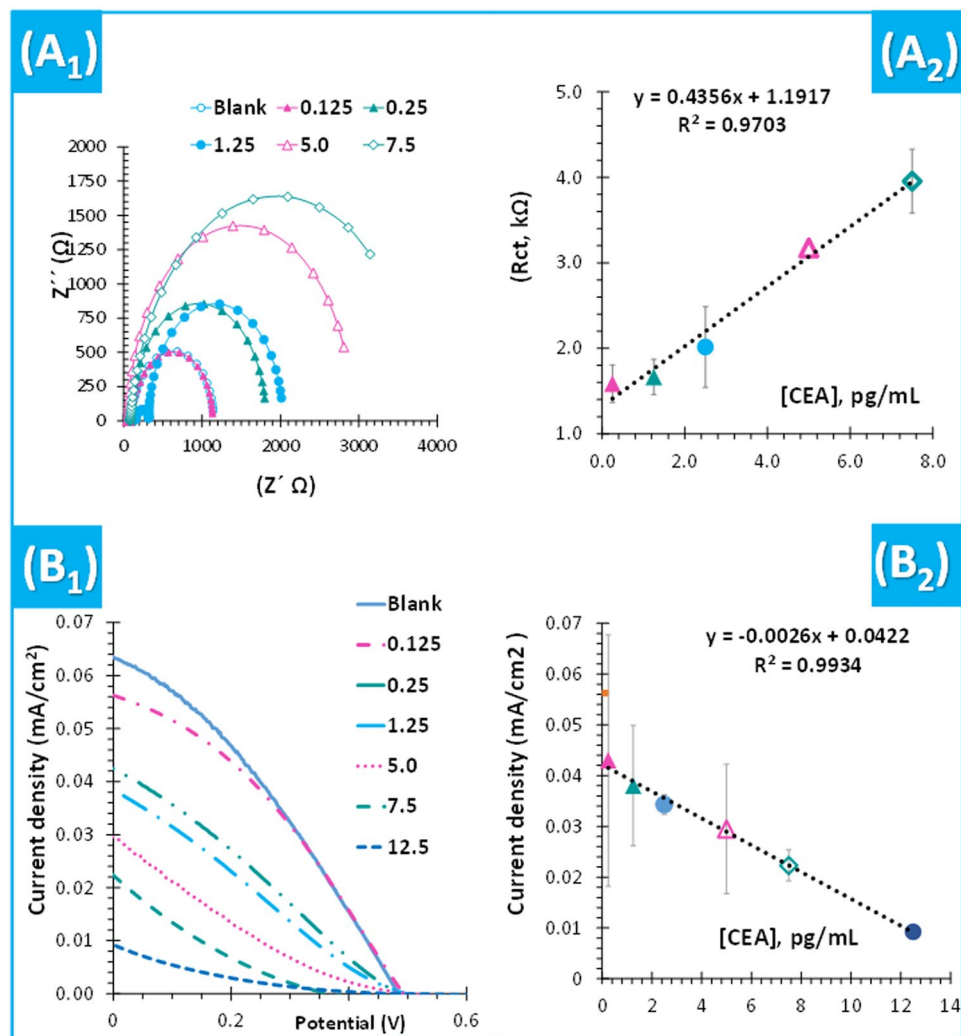 (A1)
Blank 0.125 0.25
1.25 5.0 7.5
2000
1750
1500
1250
1000
750
500
250
0
0 1000 2000 3000 4000
Z´´ (Ω)
(Z´ Ω)
(A2)
y = 0.4356x + 1.1917
R² = 0.9703
5.0
4.0
3.0
2.0
1.0
0.0 2.0 4.0 6.0 8.0
(Rct, kΩ)
[CEA], pg/mL
(B1)
Blank
0.125
0.25
1.25
5.0
7.5
12.5
0.07
0.06
0.05
0.04
0.03
0.02
0.01
0.00
0.2 0.6
Current density (mA/cm²)
Potential (V)
(B2)
y = -0.0026x + 0.0422
R² = 0.9934
0.07
0.06
0.05
0.04
0.03
0.02
0.01
0
0 2 4 6 8 10 12 14
Current density (mA/cm2)
[CEA], pg/mL